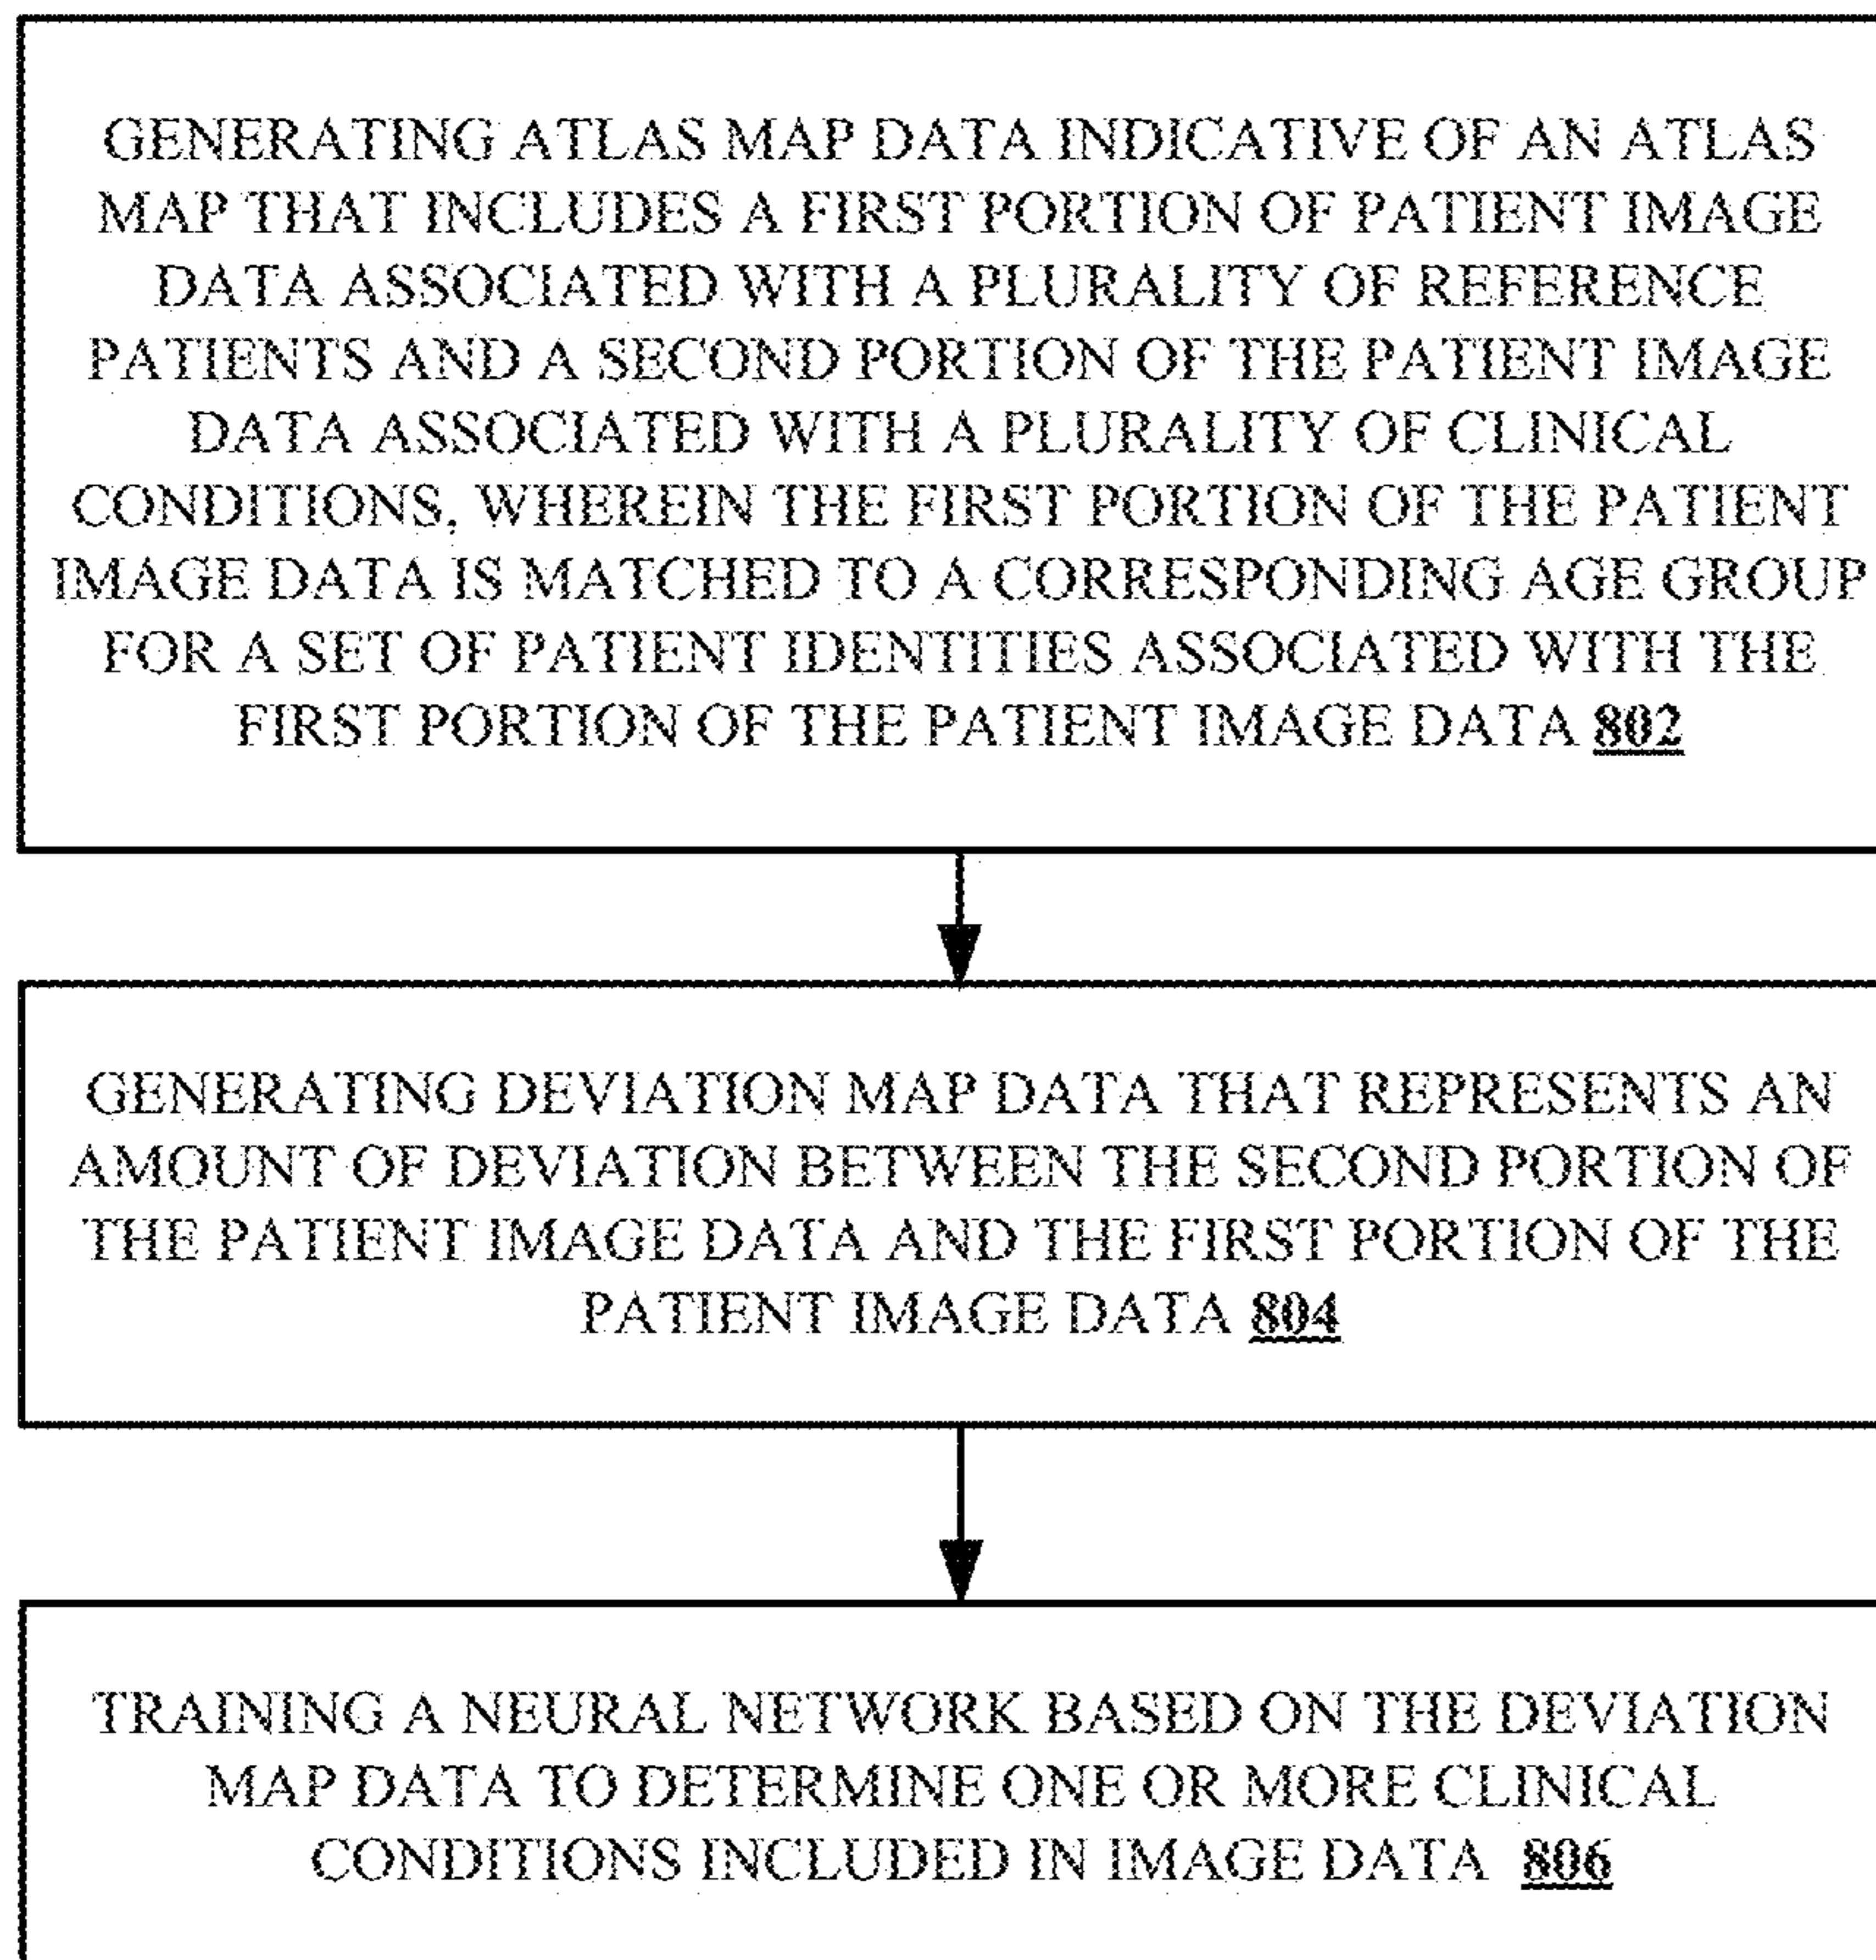 GENERATING ATLAS MAP DATA INDICATIVE OF AN ATLAS
MAP THAT INCLUDES A FIRST PORTION OF PATIENT IMAGE
DATA ASSOCIATED WITH A PLURALITY OF REFERENCE
PATIENTS AND A SECOND PORTION OF THE PATIENT IMAGE
DATA ASSOCIATED WITH A PLURALITY OF CLINICAL
CONDITIONS, WHEREIN THE FIRST PORTION OF THE PATIENT
IMAGE DATA IS MATCHED TO A CORRESPONDING AGE GROUP
FOR A SET OF PATIENT IDENTITIES ASSOCIATED WITH THE
FIRST PORTION OF THE PATIENT IMAGE DATA 802
GENERATING DEVIATION MAP DATA THAT REPRESENTS AN
AMOUNT OF DEVIATION BETWEEN THE SECOND PORTION OF
THE PATIENT IMAGE DATA AND THE FIRST PORTION OF THE
PATIENT IMAGE DATA 804
TRAINING A NEURAL NETWORK BASED ON THE DEVIATION
MAP DATA TO DETERMINE ONE OR MORE CLINICAL
CONDITIONS INCLUDED IN IMAGE DATA 806